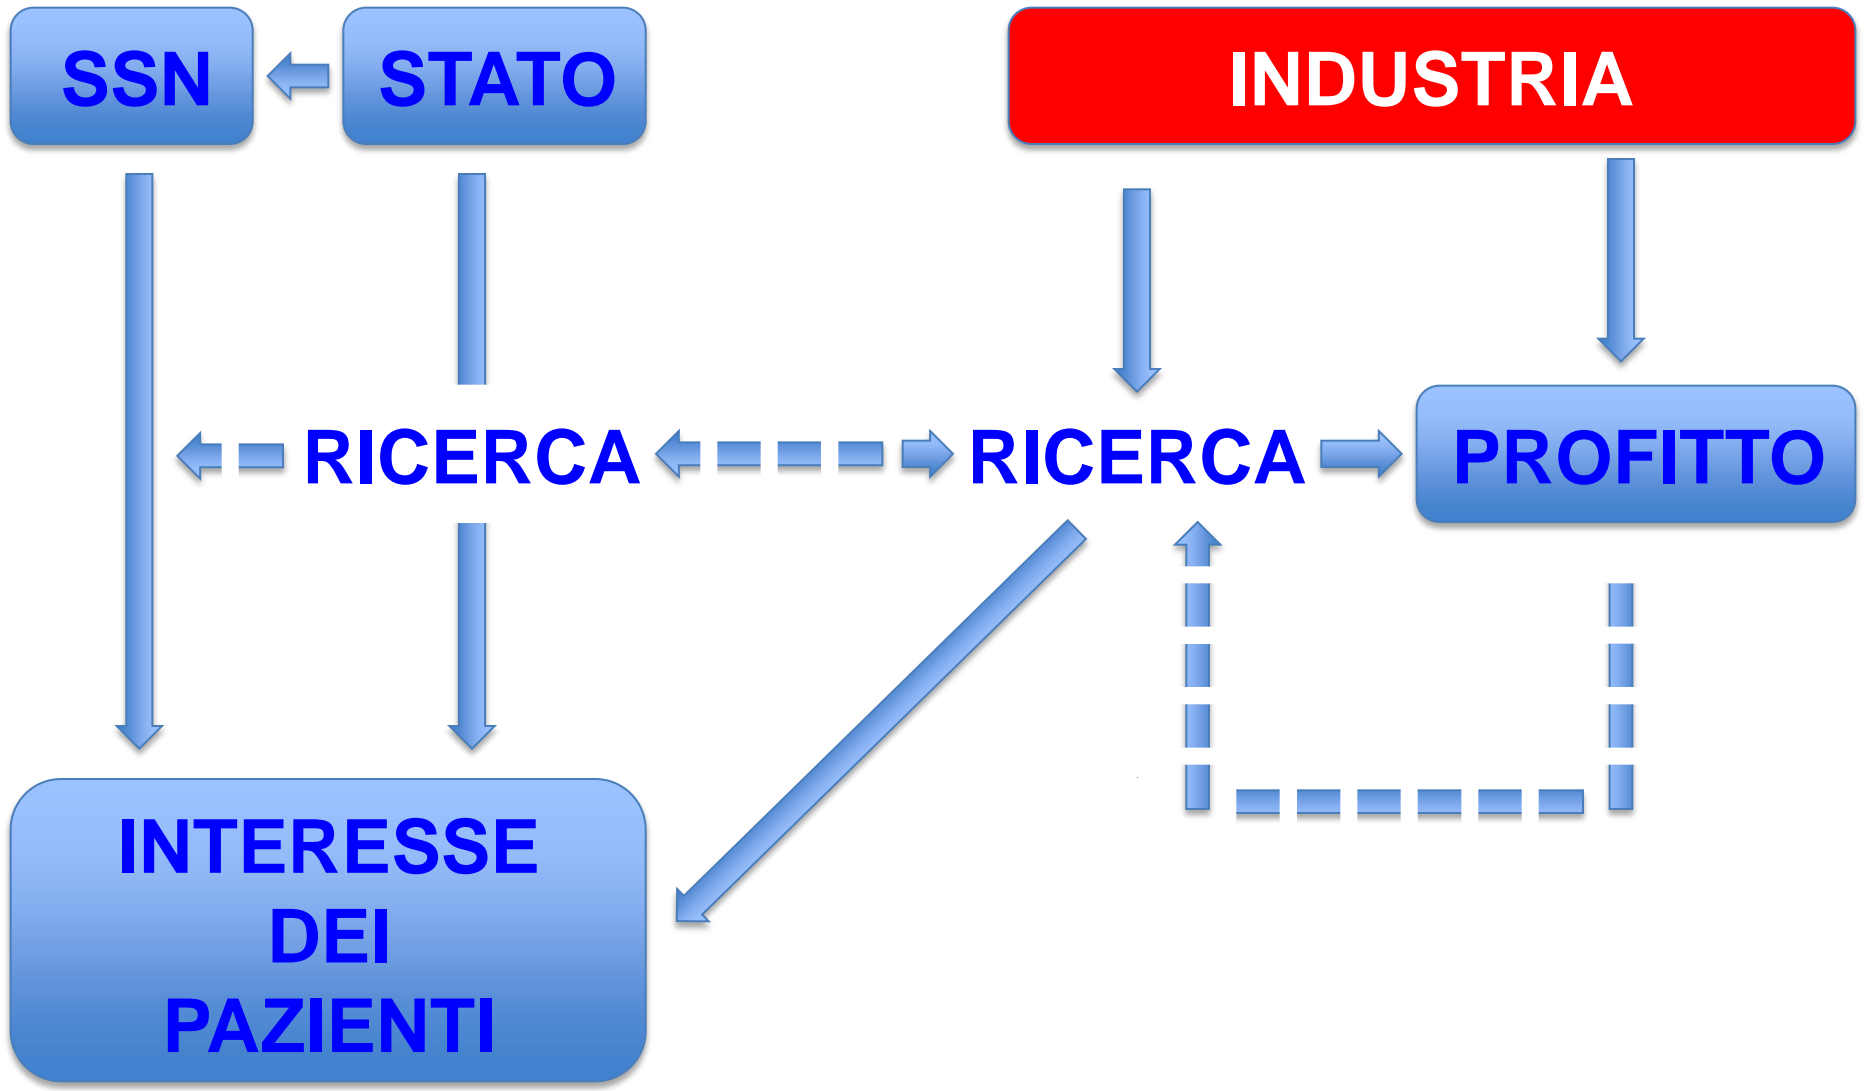 SSN
STATO
INDUSTRIA
RICERCA
RICERCA
PROFITTO
INTERESSE
DEI
PAZIENTI